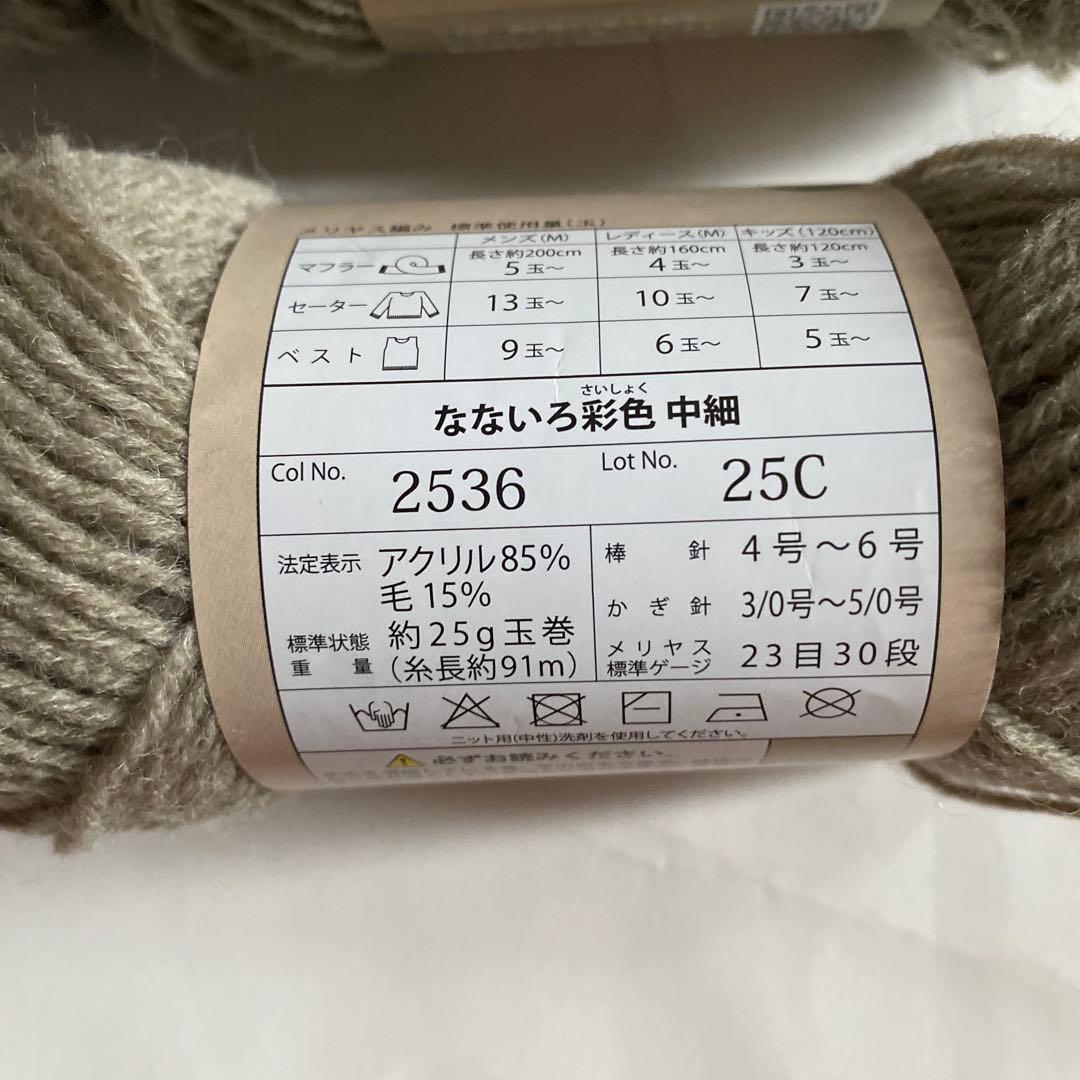 メリヤス編み 標準使用量(玉)
メンズ(M) レディース(M) キッズ(120cm)
マフラー 長さ約200cm 長さ約160cm 長さ約120cm
5玉〜 4玉〜 3玉〜
セーター 13玉〜 10玉〜 7玉〜
ベスト 9玉〜 6玉〜 5玉〜
さいしょく
なないろ彩色 中細
Col No. 2536 Lot No. 25C
法定表示 アクリル85%
毛15%
標準状態
重量 約25g玉巻
(糸長約91m)
棒針 4号〜6号
かぎ針 3/0号〜5/0号
メリヤス
標準ゲージ 23目30段
ニット用(中性)洗剤を使用してください。
必ずお読みください。